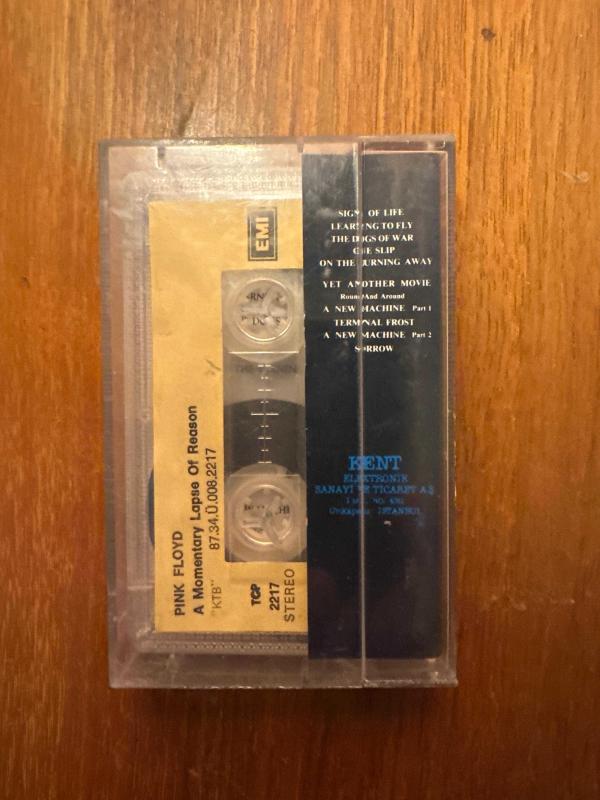 EMI
PINK FLOYD
A Momentary Lapse Of Reason
"KTB" 87.34.Ü.008.2217
TCP
2217
STEREO
SIGNS OF LIFE
LEARNING TO FLY
THE DOGS OF WAR
ONE SLIP
ON THE TURNING AWAY
YET ANOTHER MOVIE
Round And Around
A NEW MACHINE Part 1
TERMINAL FROST
A NEW MACHINE Part 2
SORROW
KENT
ELEKTRONİK
SANAYİ VE TİCARET A.Ş
Unkapanı İSTANBUL